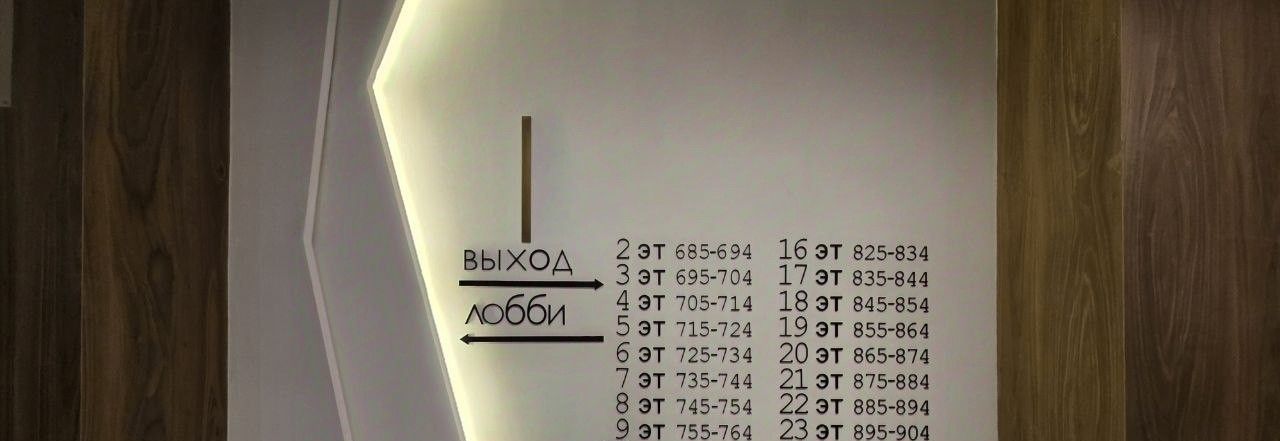 ВЫХОД
ЛОББИ
2 ЭТ 685-694
3 ЭТ 695-704
4 ЭТ 705-714
5 ЭТ 715-724
6 ЭТ 725-734
7 ЭТ 735-744
8 ЭТ 745-754
9 ЭТ 755-764
16 ЭТ 825-834
17 ЭТ 835-844
18 ЭТ 845-854
19 ЭТ 855-864
20 ЭТ 865-874
21 ЭТ 875-884
22 ЭТ 885-894
23 ЭТ 895-904